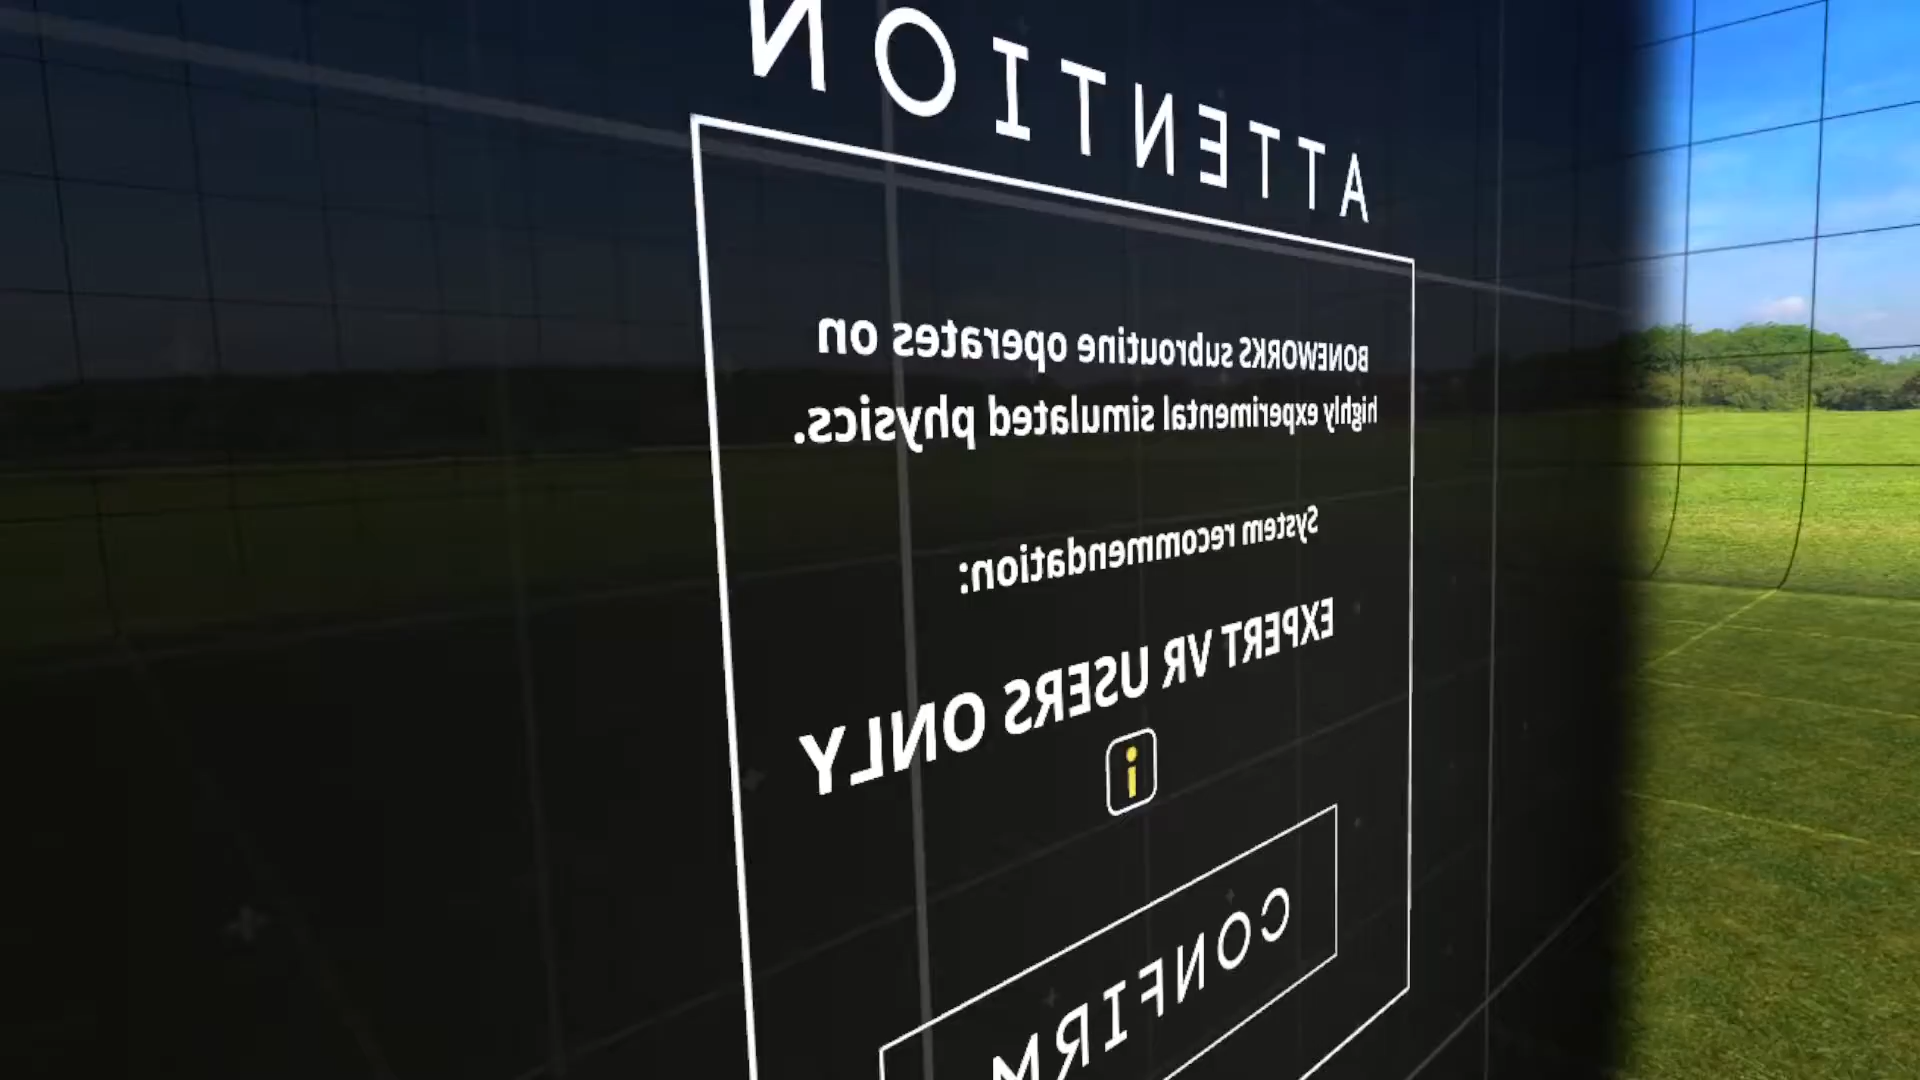 ATTENTION
BONEWORKS subroutine operates on
highly experimental simulated physics.
System recommendation:
EXPERT VR USERS ONLY
i
CONFIRM